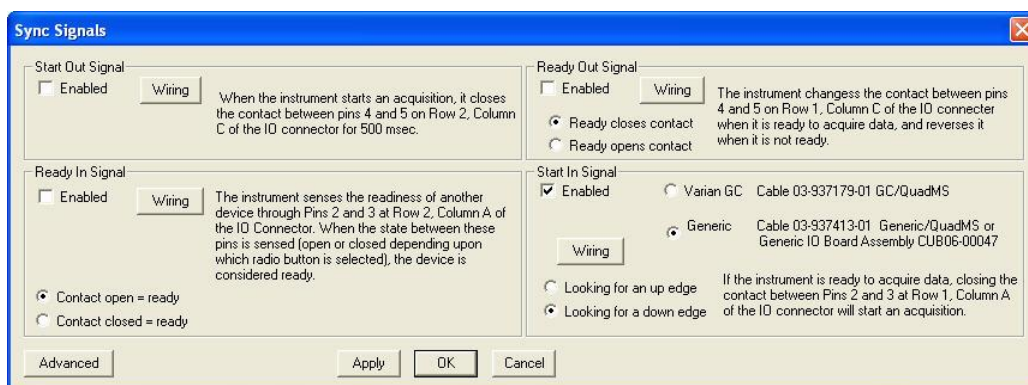 Sync Signals
Start Out Signal
Enabled
Wiring
When the instrument starts an acquisition, it closes
the contact between pins 4 and 5 on Row 2, Column
C of the IO connector for 500 msec.
Ready Out Signal
Enabled
Wiring
Ready closes contact
Ready opens contact
The instrument changess the contact between pins
4 and 5 on Row 1, Column C of the IO connecter
when it is ready to acquire data, and reverses it
when it is not ready.
Ready In Signal
Enabled
Wiring
The instrument senses the readiness of another
device through Pins 2 and 3 at Row 2, Column A of
the IO Connector. When the state between these
pins is sensed (open or closed depending upon
which radio button is selected), the device is
considered ready.
Contact open = ready
Contact closed = ready
Start In Signal
Enabled
Varian GC
Cable 03-937179-01 GC/QuadMS
Generic
Cable 03-937413-01 Generic/QuadMS or
Generic IO Board Assembly CUB06-00047
Wiring
Looking for an up edge
Looking for a down edge
If the instrument is ready to acquire data, closing the
contact between Pins 2 and 3 at Row 1, Column A
of the IO connector will start an acquisition.
Advanced
Apply
OK
Cancel